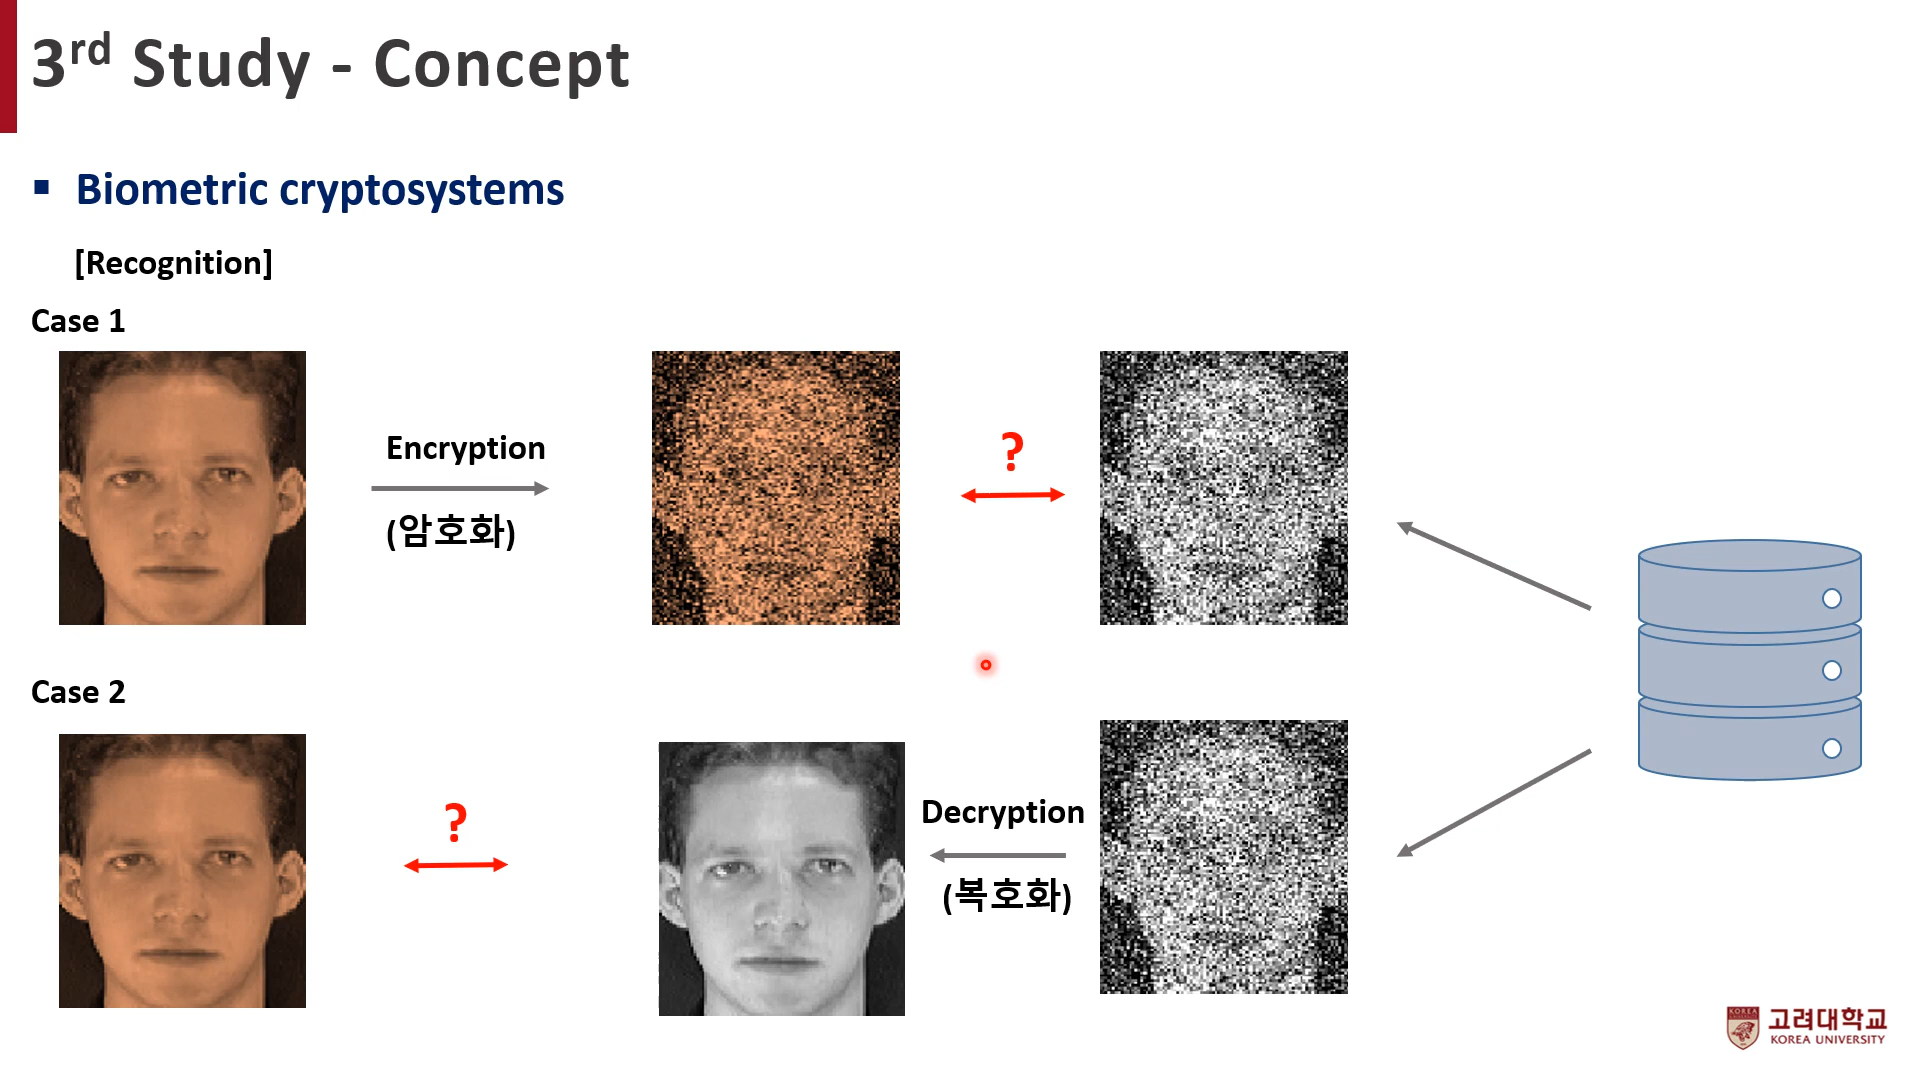 3rd Study - Concept
Biometric cryptosystems
[Recognition]
Case 1
Encryption
(암호화)
?
Case 2
?
Decryption
(복호화)
고려대학교
KOREA UNIVERSITY